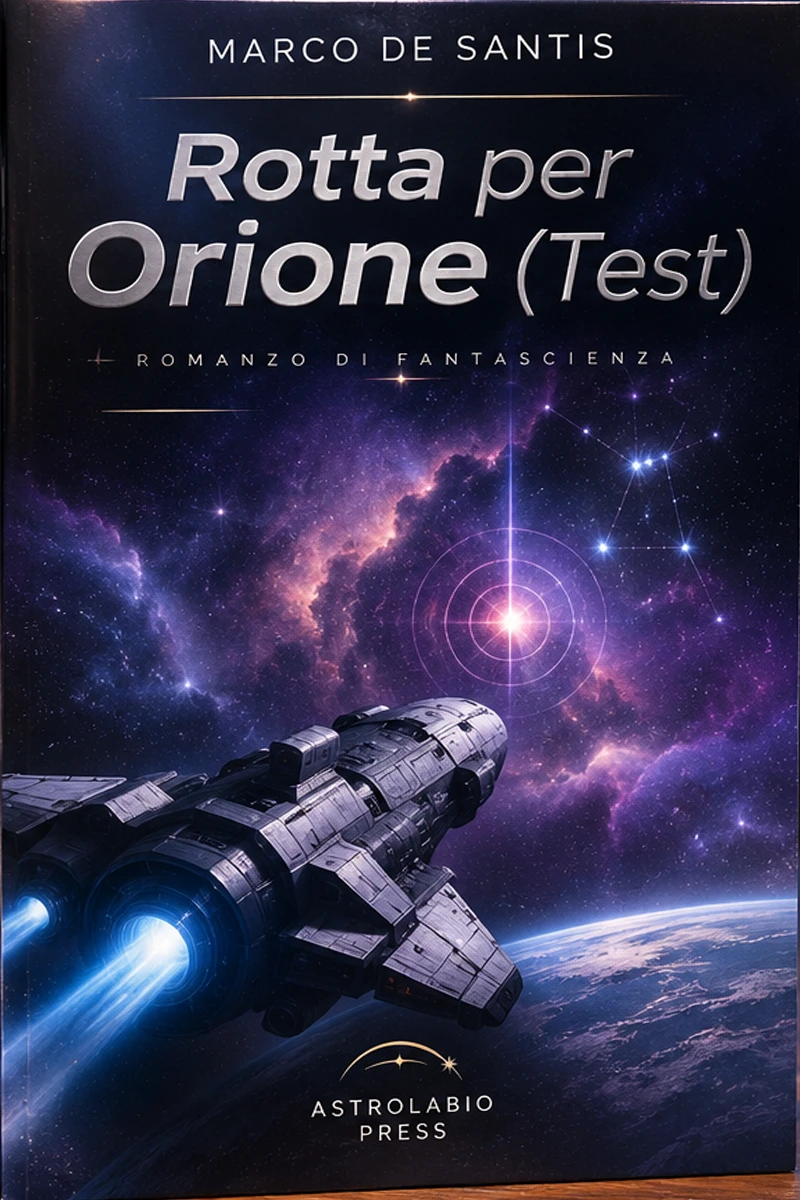 MARCO DE SANTIS
Rotta per
Orione (Test)
ROMANZO DI FANTASCIENZA
ASTROLABIO
PRESS